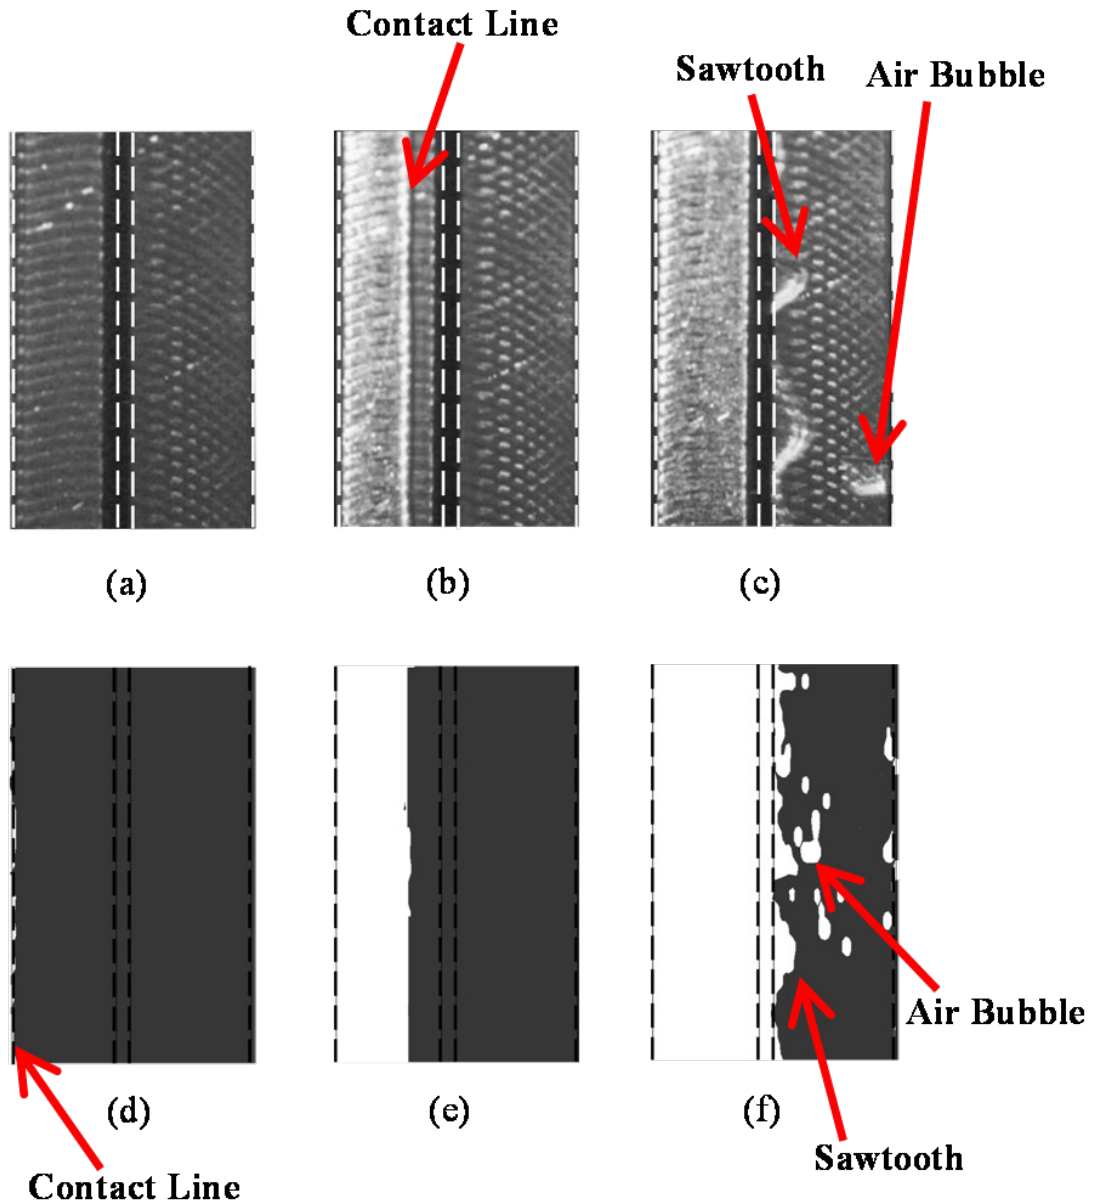 Contact Line
Sawtooth
Air Bubble
(a)
(b)
(c)
Air Bubble
(d)
(e)
(f)
Sawtooth
Contact Line